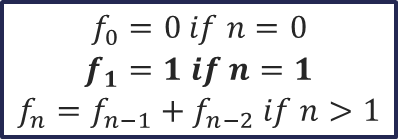 f₀ = 0 if n = 0
f₁ = 1 if n = 1
fₙ = fₙ₋₁ + fₙ₋₂ if n > 1